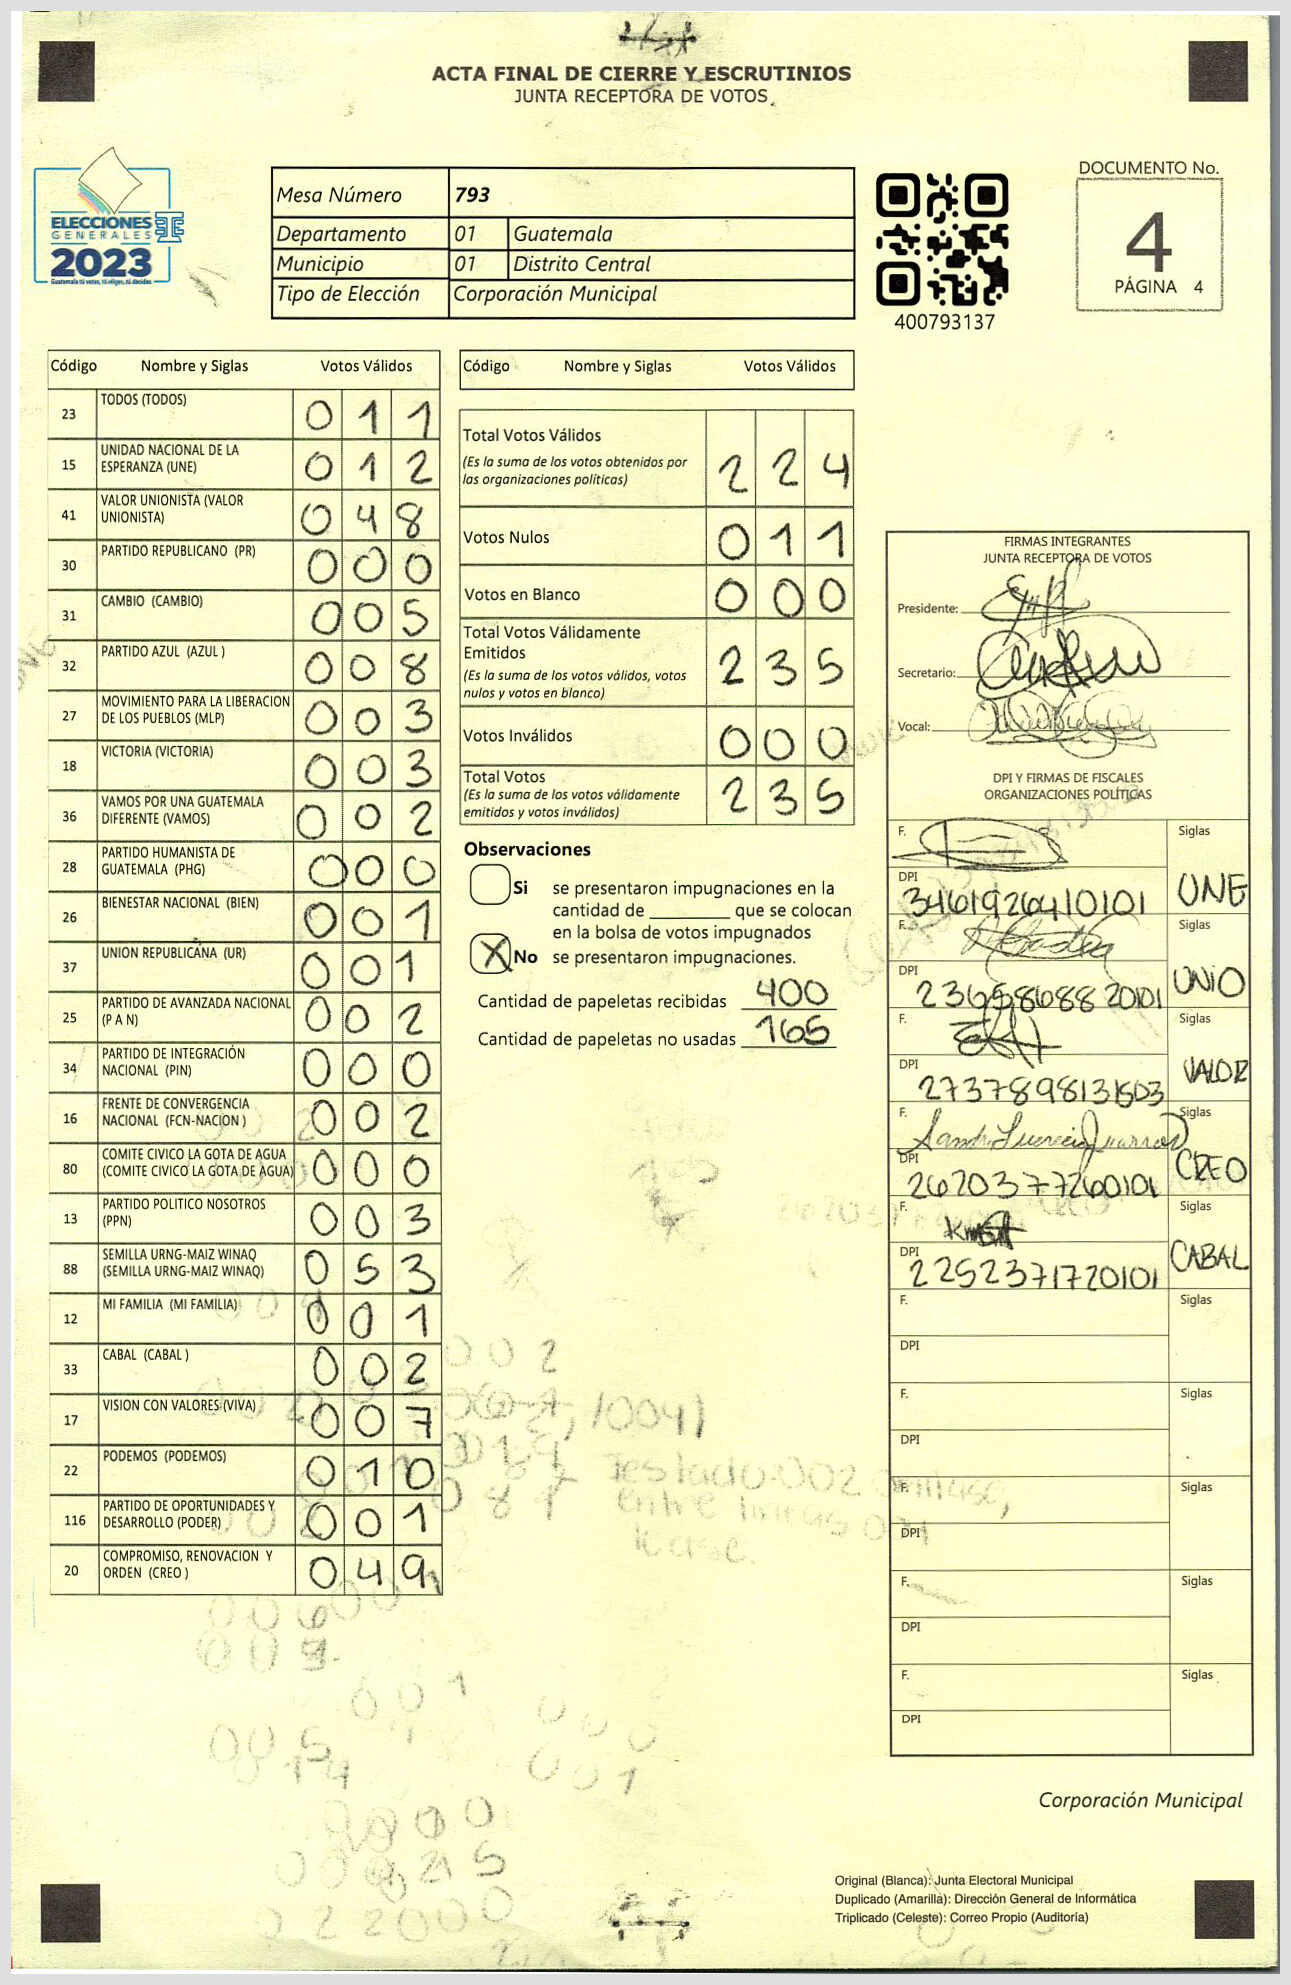 ACTA FINAL DE CIERRE Y ESCRUTINIOS
JUNTA RECEPTORA DE VOTOS
ELECCIONES
GENERALES
2023
Guatemala tú votas, tú eliges, tú decides
Mesa Número 793
Departamento 01 Guatemala
Municipio 01 Distrito Central
Tipo de Elección Corporación Municipal
400793137
DOCUMENTO No.
4
PÁGINA 4
Código Nombre y Siglas Votos Válidos
23 TODOS (TODOS) 0 1 1
15 UNIDAD NACIONAL DE LA ESPERANZA (UNE) 0 1 2
41 VALOR UNIONISTA (VALOR UNIONISTA) 0 4 8
30 PARTIDO REPUBLICANO (PR) 0 0 0
31 CAMBIO (CAMBIO) 0 0 5
32 PARTIDO AZUL (AZUL ) 0 0 8
27 MOVIMIENTO PARA LA LIBERACION DE LOS PUEBLOS (MLP) 0 0 3
18 VICTORIA (VICTORIA) 0 0 3
36 VAMOS POR UNA GUATEMALA DIFERENTE (VAMOS) 0 0 2
28 PARTIDO HUMANISTA DE GUATEMALA (PHG) 0 0 0
26 BIENESTAR NACIONAL (BIEN) 0 0 1
37 UNION REPUBLICANA (UR) 0 0 1
25 PARTIDO DE AVANZADA NACIONAL (P A N) 0 0 2
34 PARTIDO DE INTEGRACIÓN NACIONAL (PIN) 0 0 0
16 FRENTE DE CONVERGENCIA NACIONAL (FCN-NACION ) 0 0 2
80 COMITE CIVICO LA GOTA DE AGUA (COMITE CIVICO LA GOTA DE AGUA) 0 0 0
13 PARTIDO POLITICO NOSOTROS (PPN) 0 0 3
88 SEMILLA URNG-MAIZ WINAQ (SEMILLA URNG-MAIZ WINAQ) 0 5 3
12 MI FAMILIA (MI FAMILIA) 0 0 1
33 CABAL (CABAL ) 0 0 2
17 VISION CON VALORES (VIVA) 0 0 7
22 PODEMOS (PODEMOS) 0 1 0
116 PARTIDO DE OPORTUNIDADES Y DESARROLLO (PODER) 0 0 1
20 COMPROMISO, RENOVACION Y ORDEN (CREO ) 0 4 9
Código Nombre y Siglas Votos Válidos
Total Votos Válidos 2 2 4
(Es la suma de los votos obtenidos por
las organizaciones políticas)
Votos Nulos 0 1 1
Votos en Blanco 0 0 0
Total Votos Válidamente
Emitidos 2 3 5
(Es la suma de los votos válidos, votos
nulos y votos en blanco)
Votos Inválidos 0 0 0
Total Votos 2 3 5
(Es la suma de los votos válidamente
emitidos y votos inválidos)
Observaciones
Si se presentaron impugnaciones en la
cantidad de ________ que se colocan
en la bolsa de votos impugnados
X No se presentaron impugnaciones.
Cantidad de papeletas recibidas 400
Cantidad de papeletas no usadas 165
FIRMAS INTEGRANTES
JUNTA RECEPTORA DE VOTOS
Presidente:
Secretario:
Vocal:
DPI Y FIRMAS DE FISCALES
ORGANIZACIONES POLÍTICAS
F. Siglas
DPI 3461926410101 UNE
F. Siglas
DPI UNIO
F. Siglas
DPI 2737898131503 VALOR
F. Siglas
DPI 2620377260101 CREO
F. Siglas
DPI 2252371720101 CABAL
F. Siglas
DPI
F. Siglas
DPI
F. Siglas
DPI
F. Siglas
DPI
F. Siglas
DPI
Testado 002
entre lineas
lease.
Corporación Municipal
Original (Blanca): Junta Electoral Municipal
Duplicado (Amarilla): Dirección General de Informática
Triplicado (Celeste): Correo Propio (Auditoría)